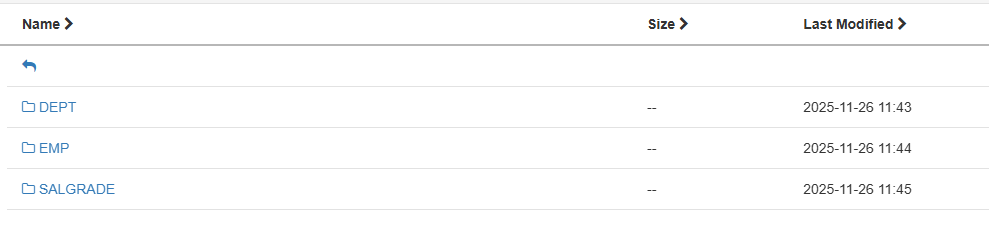 Name Size Last Modified
DEPT -- 2025-11-26 11:43
EMP -- 2025-11-26 11:44
SALGRADE -- 2025-11-26 11:45